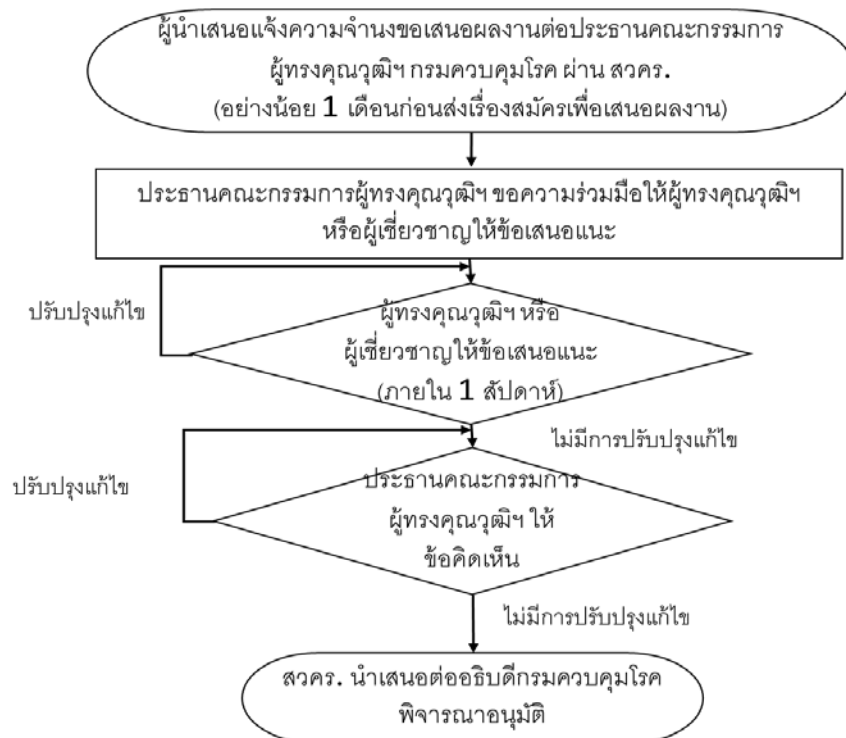 ผู้นำเสนอแจ้งความจำนงขอเสนอผลงานต่อประธานคณะกรรมการ
ผู้ทรงคุณวุฒิฯ กรมควบคุมโรค ผ่าน สวคร.
(อย่างน้อย 1 เดือนก่อนส่งเรื่องสมัครเพื่อเสนอผลงาน)
ประธานคณะกรรมการผู้ทรงคุณวุฒิฯ ขอความร่วมมือให้ผู้ทรงคุณวุฒิฯ
หรือผู้เชี่ยวชาญให้ข้อเสนอแนะ
ปรับปรุงแก้ไข
ผู้ทรงคุณวุฒิฯ หรือ
ผู้เชี่ยวชาญให้ข้อเสนอแนะ
(ภายใน 1 สัปดาห์)
ไม่มีการปรับปรุงแก้ไข
ปรับปรุงแก้ไข
ประธานคณะกรรมการ
ผู้ทรงคุณวุฒิฯ ให้
ข้อคิดเห็น
ไม่มีการปรับปรุงแก้ไข
สวคร. นำเสนอต่ออธิบดีกรมควบคุมโรค
พิจารณาอนุมัติ